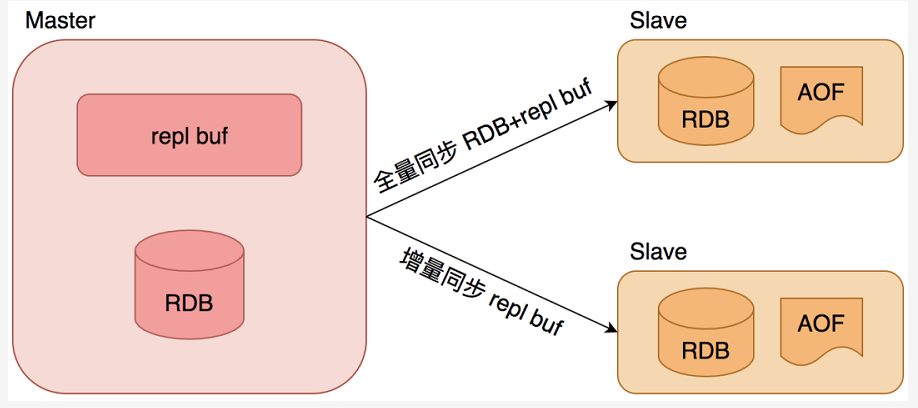 Master
repl buf
RDB
全量同步 RDB+repl buf
增量同步 repl buf
Slave
RDB
AOF
Slave
RDB
AOF